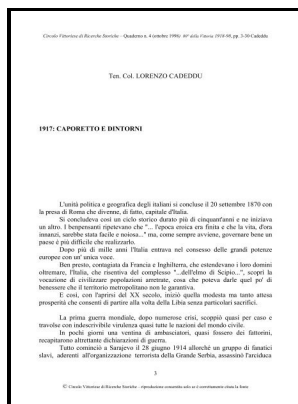 Circolo Vittoriese di Ricerche Storiche – Quaderno n. 4 (ottobre 1998) 80° della Vittoria 1918-98, pp. 3-30 Cadeddu
Ten. Col. LORENZO CADEDDU
1917: CAPORETTO E DINTORNI
L'unità politica e geografica degli italiani si concluse il 20 settembre 1870 con
la presa di Roma che divenne, di fatto, capitale d'Italia.
Si concludeva così un ciclo storico durato più di cinquant'anni e ne iniziava
un altro. I benpensanti ripetevano che "... l'epoca eroica era finita e che la vita, d'ora
innanzi, sarebbe stata facile e noiosa..." ma, come sempre avviene, governare bene un
paese è più difficile che realizzarlo.
Dopo più di mille anni l'Italia entrava nel consesso delle grandi potenze
europee con un' unica voce.
Ben presto, contagiata da Francia e Inghilterra, che estendevano i loro domini
oltremare, l'Italia, che risentiva del complesso "...dell'elmo di Scipio...", scoprì la
vocazione di civilizzare popolazioni arretrate, cosa che poteva darle quel po' di
benessere che il territorio metropolitano non le garantiva.
E così, con l'aprirsi del XX secolo, iniziò quella modesta ma tanto attesa
prosperità che consentì di partire alla volta della Libia senza particolari sacrifici.
La prima guerra mondiale, dopo numerose crisi, scoppiò quasi per caso e
travolse con indescrivibile virulenza quasi tutte le nazioni del mondo civile.
In pochi giorni una ventina di ambasciatori, quasi fossero dei fattorini,
recapitarono altrettante dichiarazioni di guerra.
Tutto cominciò a Sarajevo il 28 giugno 1914 allorché un gruppo di fanatici
slavi, aderenti all'organizzazione terrorista della Grande Serbia, assassinò l'arciduca
3
© Circolo Vittoriese di Ricerche Storiche – riproduzione consentita solo se è correttamente citata la fonte